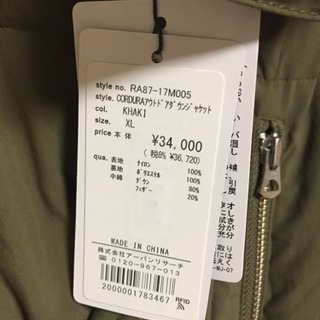 style no. RA87-17M005
style. CORDURAアウトドアダウンジャケット
col. KHAKI
size. XL
price 本 体 ¥34,000
(税8% ¥36,720)
qua. 表地 ナイロン 100%
裏地 ポリエステル 100%
中綿 ダウン 80%
フェザー 20%
MADE IN CHINA
株式会社アーバンリサーチ
0120-967-013
2000001783467
RFID